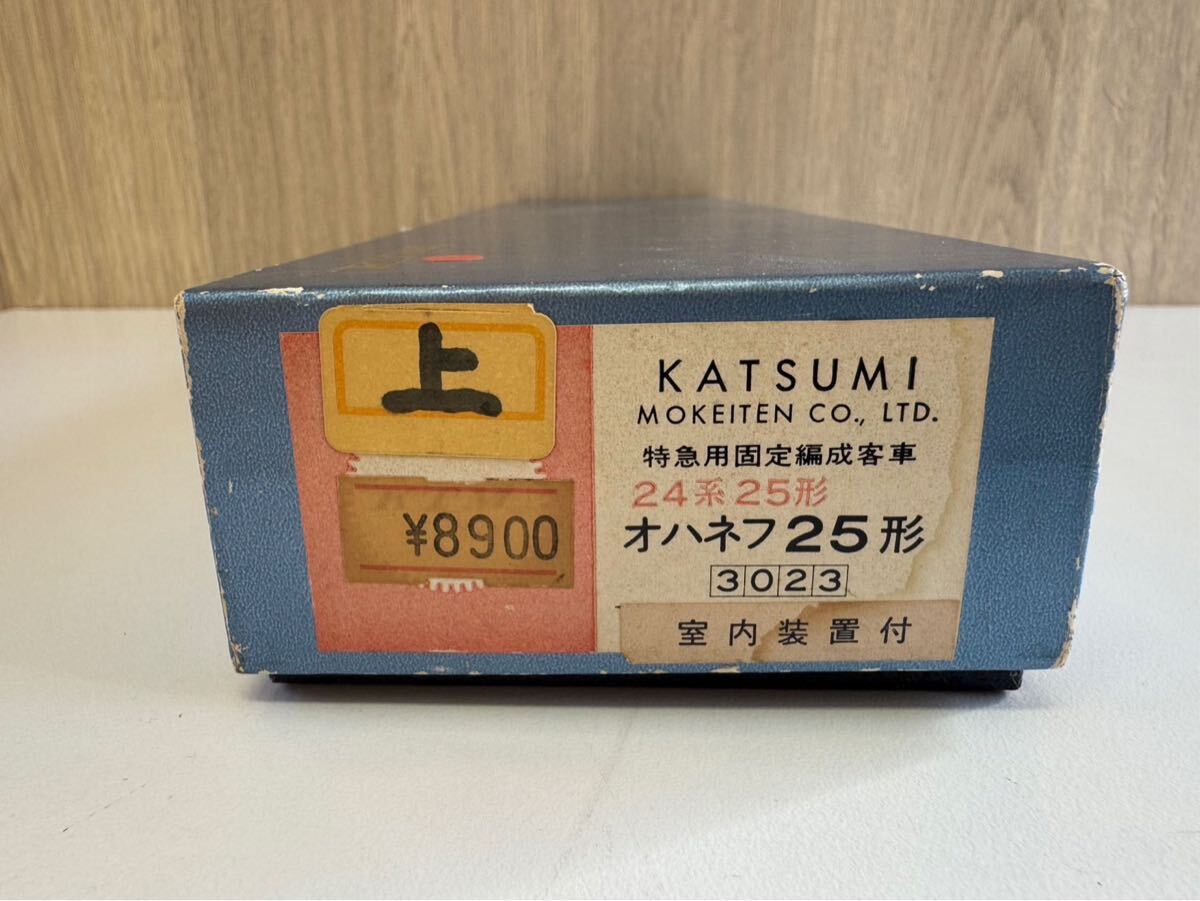 上
¥8900
KATSUMI
MOKEITEN CO., LTD.
特急用固定編成客車
24系25形
オハネフ25形
3023
室内装置付